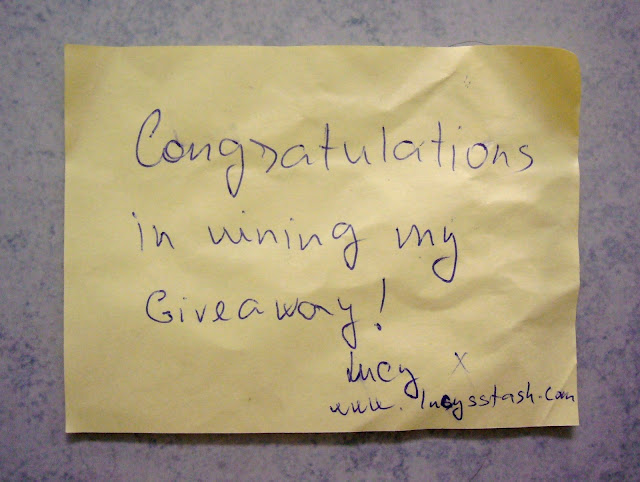 Congratulations
in wining my
Giveaway!
Lucy X
www.lucysstash.com